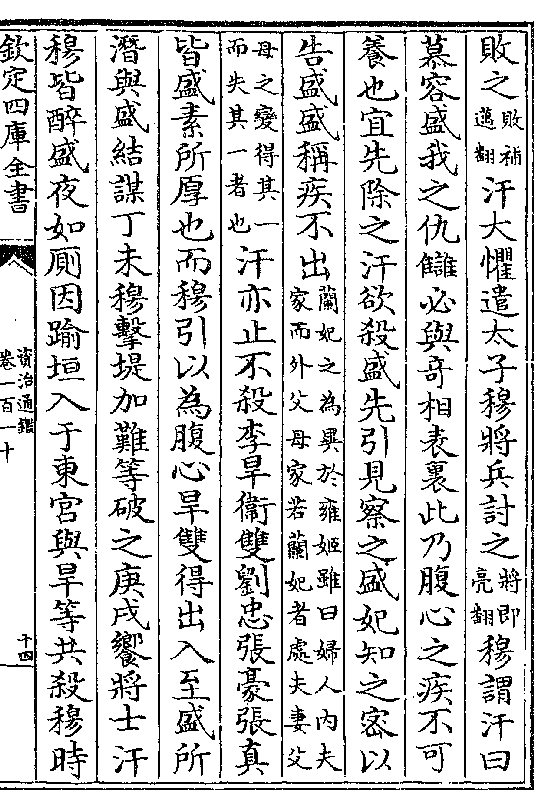 敗之敗補邁翻汗大懼遣太子穆將兵討之將即亮翻穆謂汗曰
慕容盛我之仇讎必與竒相表裏此乃腹心之疾不可
養也宜先除之汗欲殺盛先引見察之盛妃知之密以
告盛盛稱疾不出蘭妃之為異於雍姬雖曰婦人内夫家而外父母家若蘭妃者處夫妻父
母之變得其一而失其一者也汗亦止不殺李旱衞雙劉忠張豪張真
皆盛素所厚也而穆引以為腹心旱雙得出入至盛所
潛與盛結謀丁未穆擊堤加難等破之庚戌饗將士汗
穆皆醉盛夜如厠因踰垣入于東宫與旱等共殺穆時
欽定四庫全書
資治通鑑
卷一百一十
十四